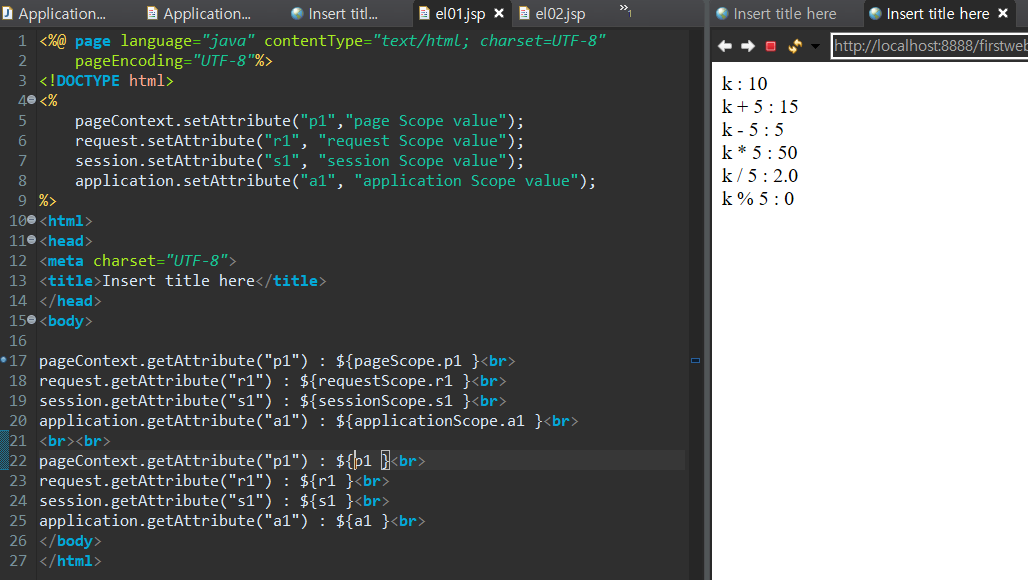 Application... Application... Insert titl... el01.jsp el02.jsp »1 Insert title here Insert title here
http://localhost:8888/firstweb
1 <%@ page language="java" contentType="text/html; charset=UTF-8"
2 pageEncoding="UTF-8"%>
3 <!DOCTYPE html>
4 <%
5 pageContext.setAttribute("p1","page Scope value");
6 request.setAttribute("r1", "request Scope value");
7 session.setAttribute("s1", "session Scope value");
8 application.setAttribute("a1", "application Scope value");
9 %>
10 <html>
11 <head>
12 <meta charset="UTF-8">
13 <title>Insert title here</title>
14 </head>
15 <body>
16
17 pageContext.getAttribute("p1") : ${pageScope.p1 }<br>
18 request.getAttribute("r1") : ${requestScope.r1 }<br>
19 session.getAttribute("s1") : ${sessionScope.s1 }<br>
20 application.getAttribute("a1") : ${applicationScope.a1 }<br>
21 <br><br>
22 pageContext.getAttribute("p1") : ${p1 }<br>
23 request.getAttribute("r1") : ${r1 }<br>
24 session.getAttribute("s1") : ${s1 }<br>
25 application.getAttribute("a1") : ${a1 }<br>
26 </body>
27 </html>
k : 10
k + 5 : 15
k - 5 : 5
k * 5 : 50
k / 5 : 2.0
k % 5 : 0